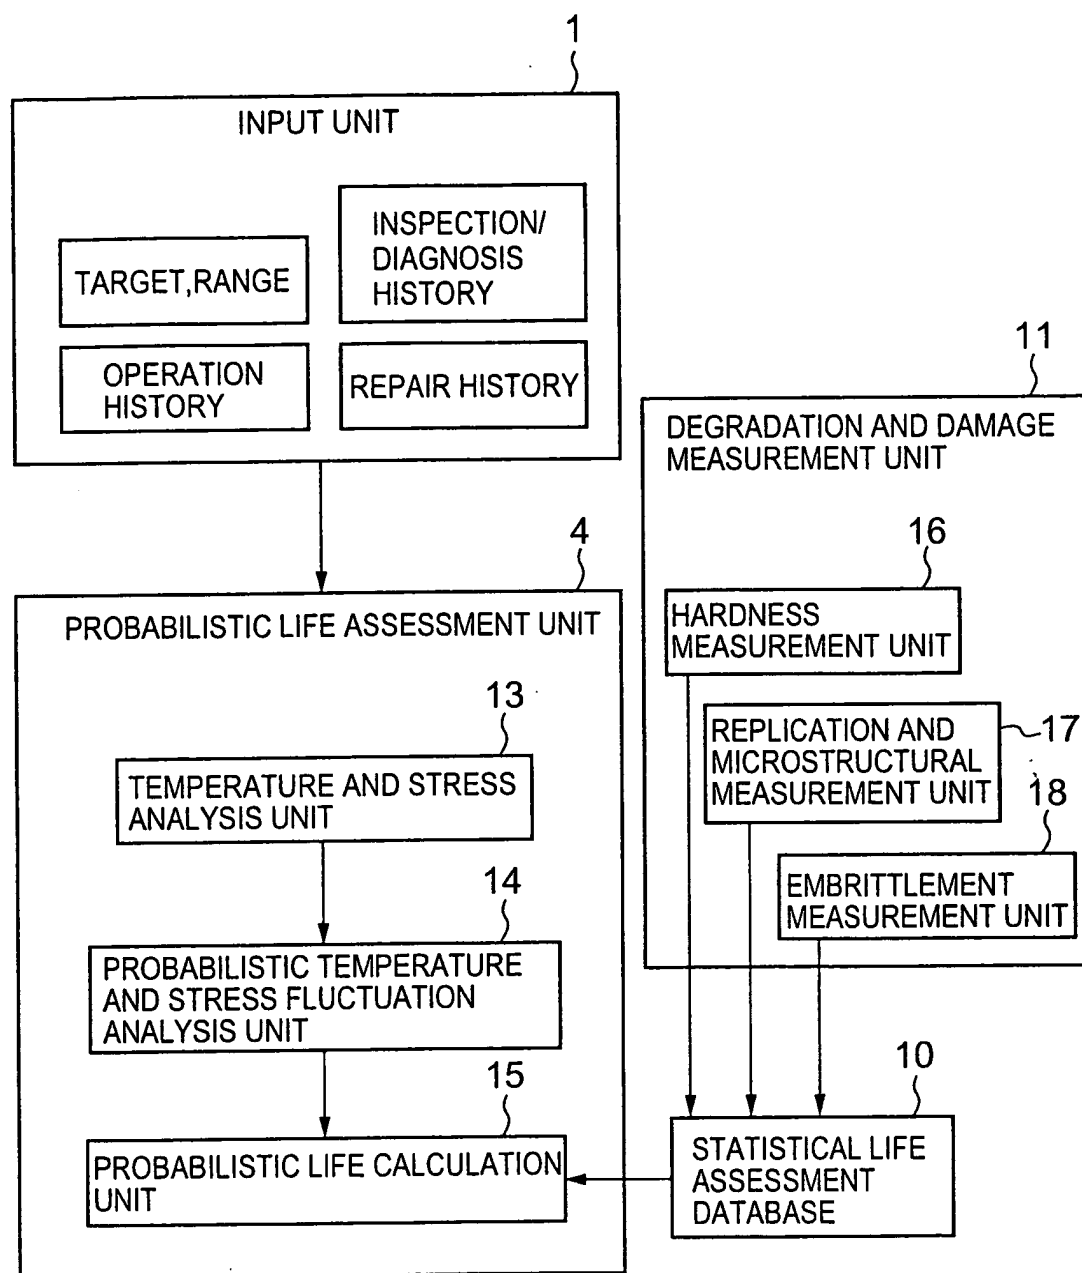 1
INPUT UNIT
TARGET,RANGE
INSPECTION/
DIAGNOSIS
HISTORY
OPERATION
HISTORY
REPAIR HISTORY
4
PROBABILISTIC LIFE ASSESSMENT UNIT
13
TEMPERATURE AND STRESS
ANALYSIS UNIT
14
PROBABILISTIC TEMPERATURE
AND STRESS FLUCTUATION
ANALYSIS UNIT
15
PROBABILISTIC LIFE CALCULATION
UNIT
11
DEGRADATION AND DAMAGE
MEASUREMENT UNIT
16
HARDNESS
MEASUREMENT UNIT
17
REPLICATION AND
MICROSTRUCTURAL
MEASUREMENT UNIT
18
EMBRITTLEMENT
MEASUREMENT UNIT
10
STATISTICAL LIFE
ASSESSMENT
DATABASE